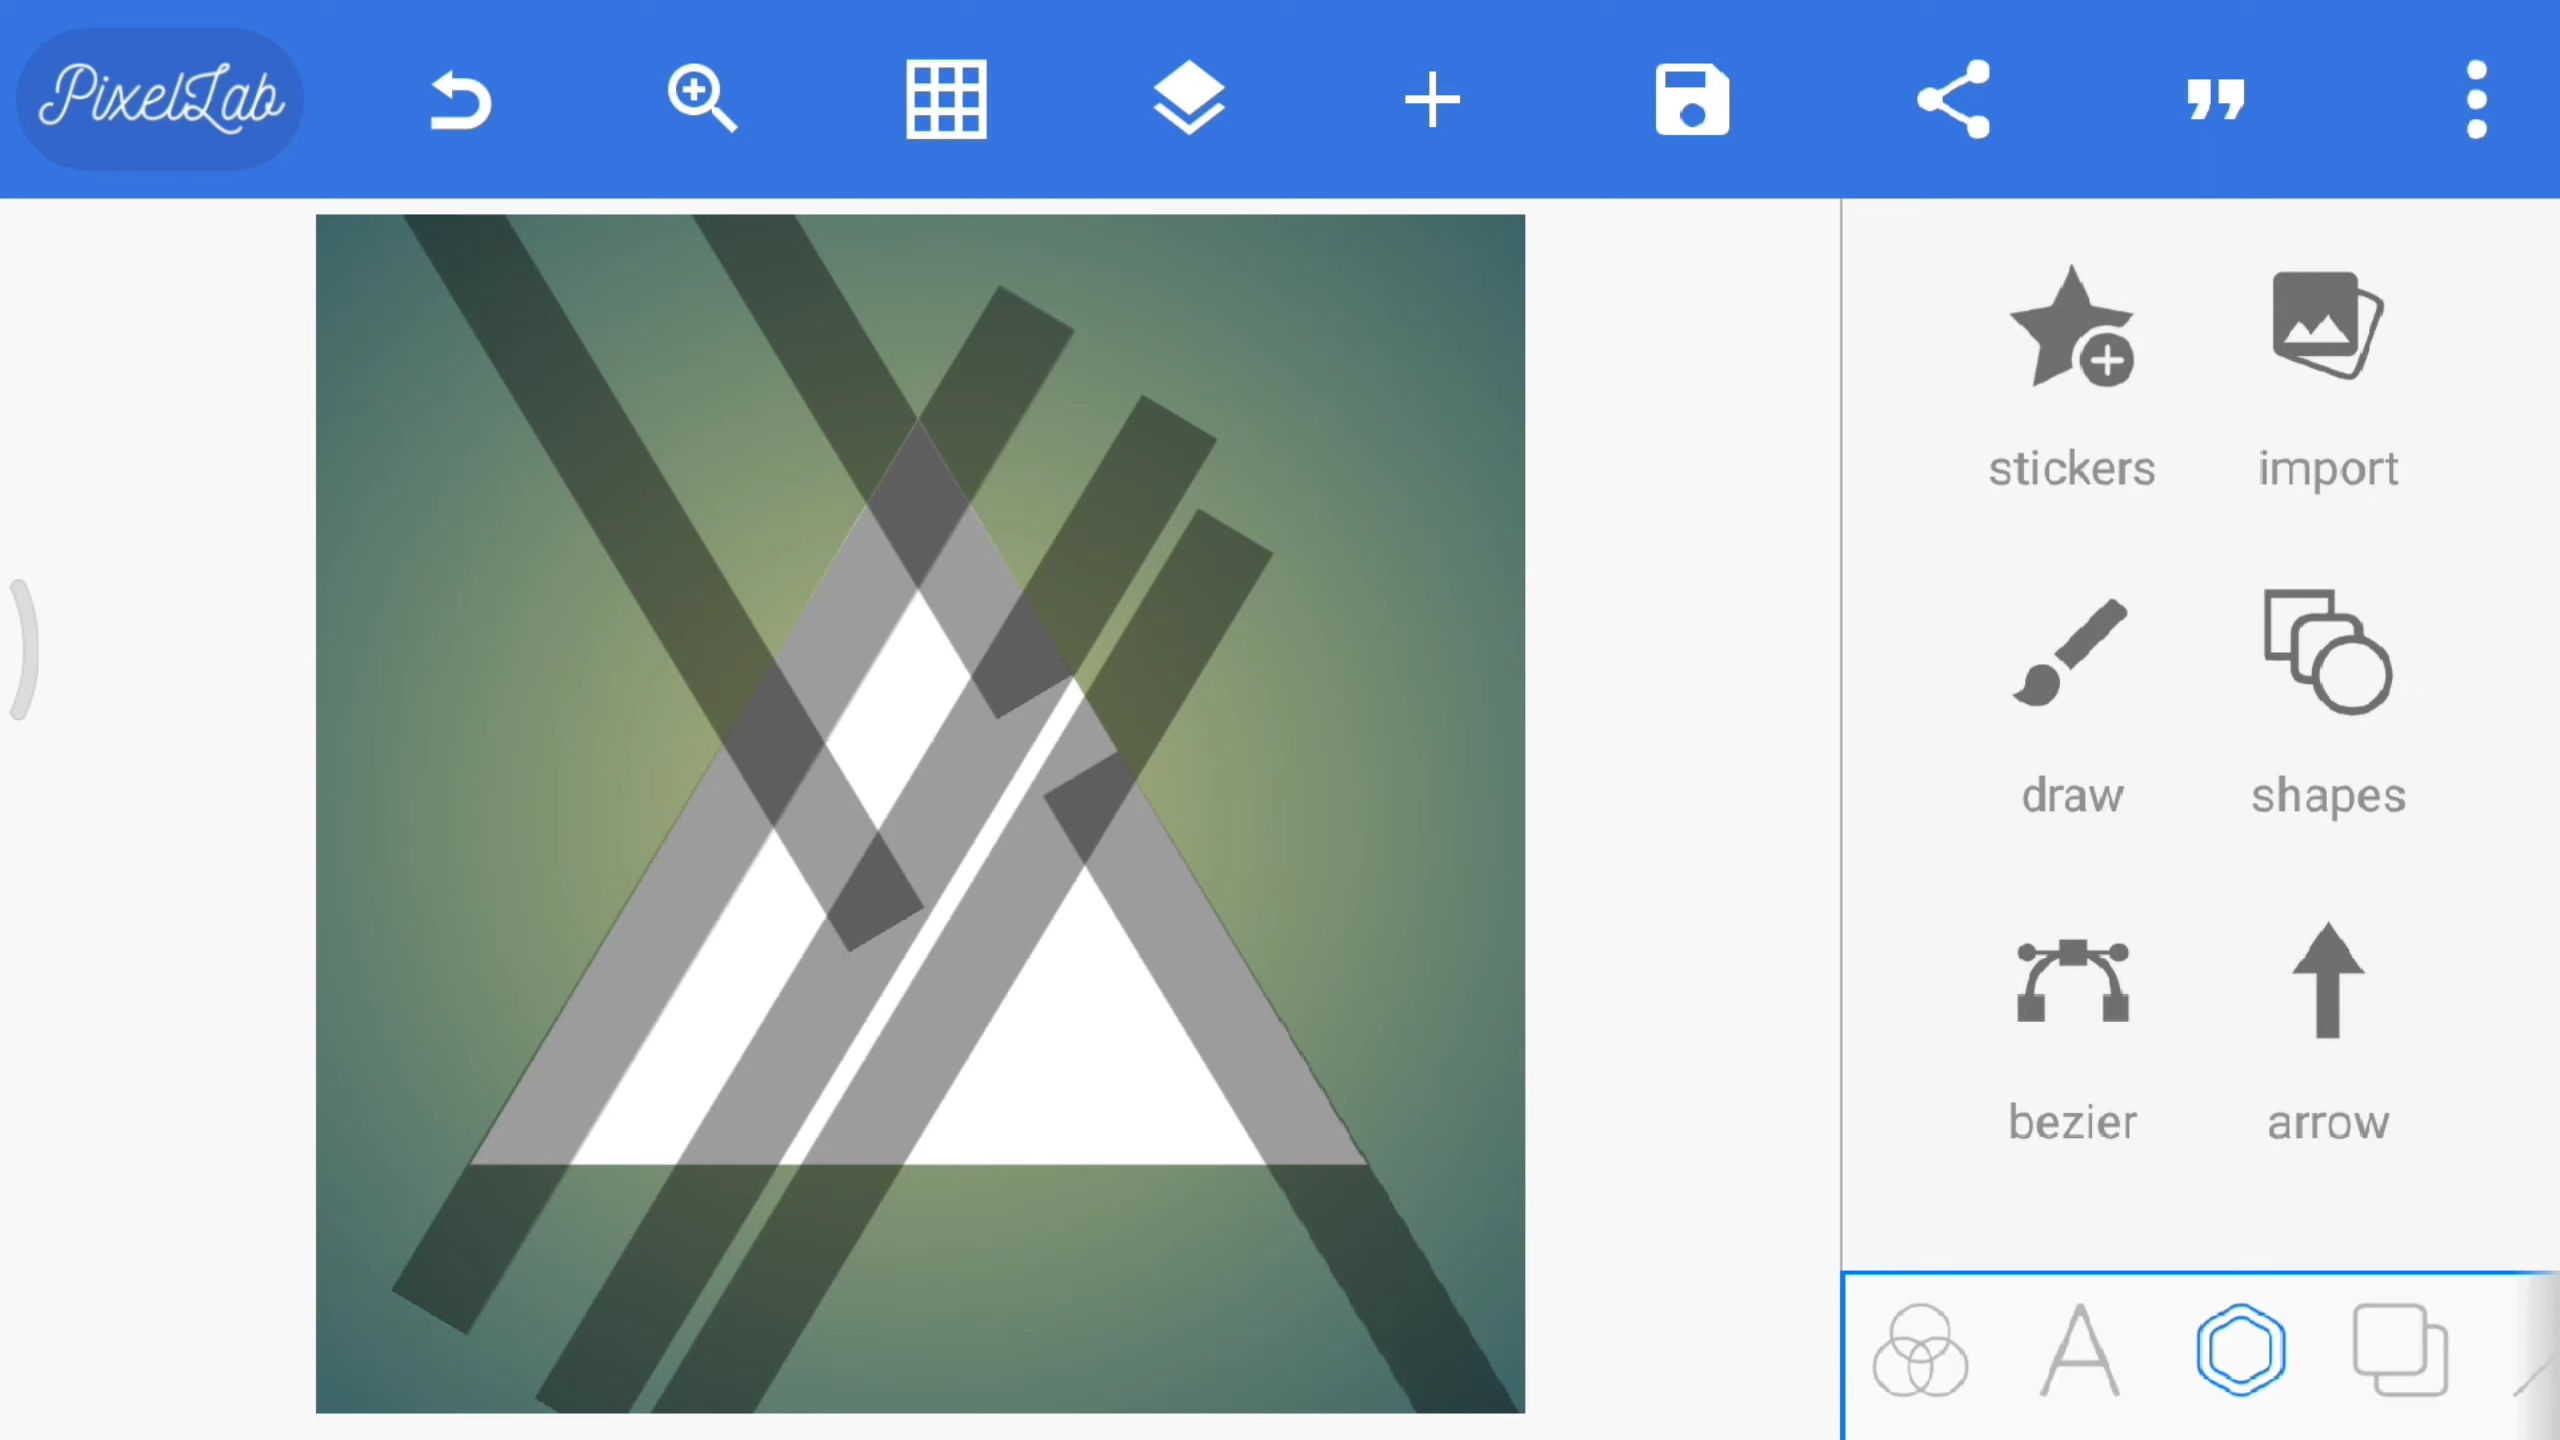 PixelLab
stickers
import
draw
shapes
bezier
arrow